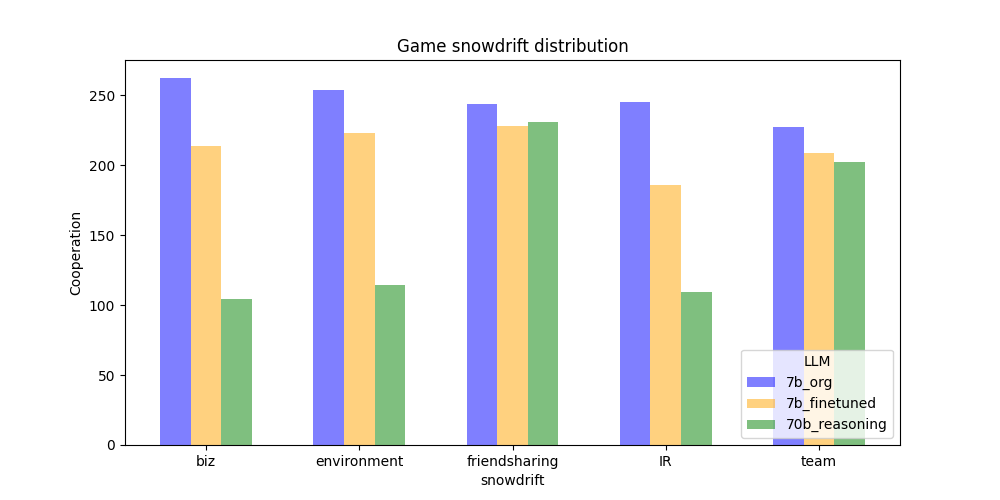 Game snowdrift distribution
Cooperation
250
200
150
100
50
0
biz environment friendsharing IR team
snowdrift
LLM
7b_org
7b_finetuned
70b_reasoning